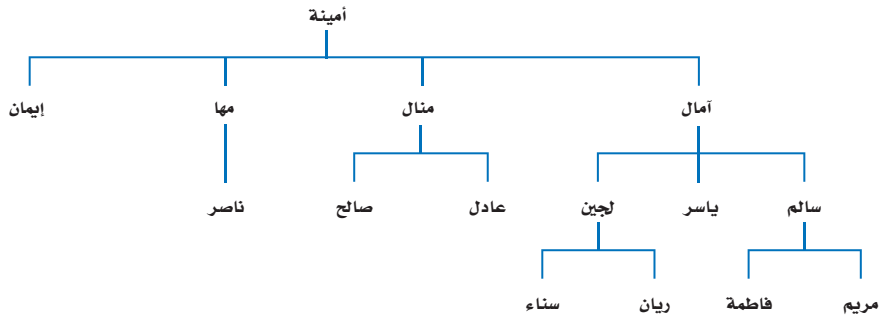 أمينة
آمال منال مها إيمان
سالم ياسر لجين عادل صالح ناصر
مريم فاطمة ريان سناء